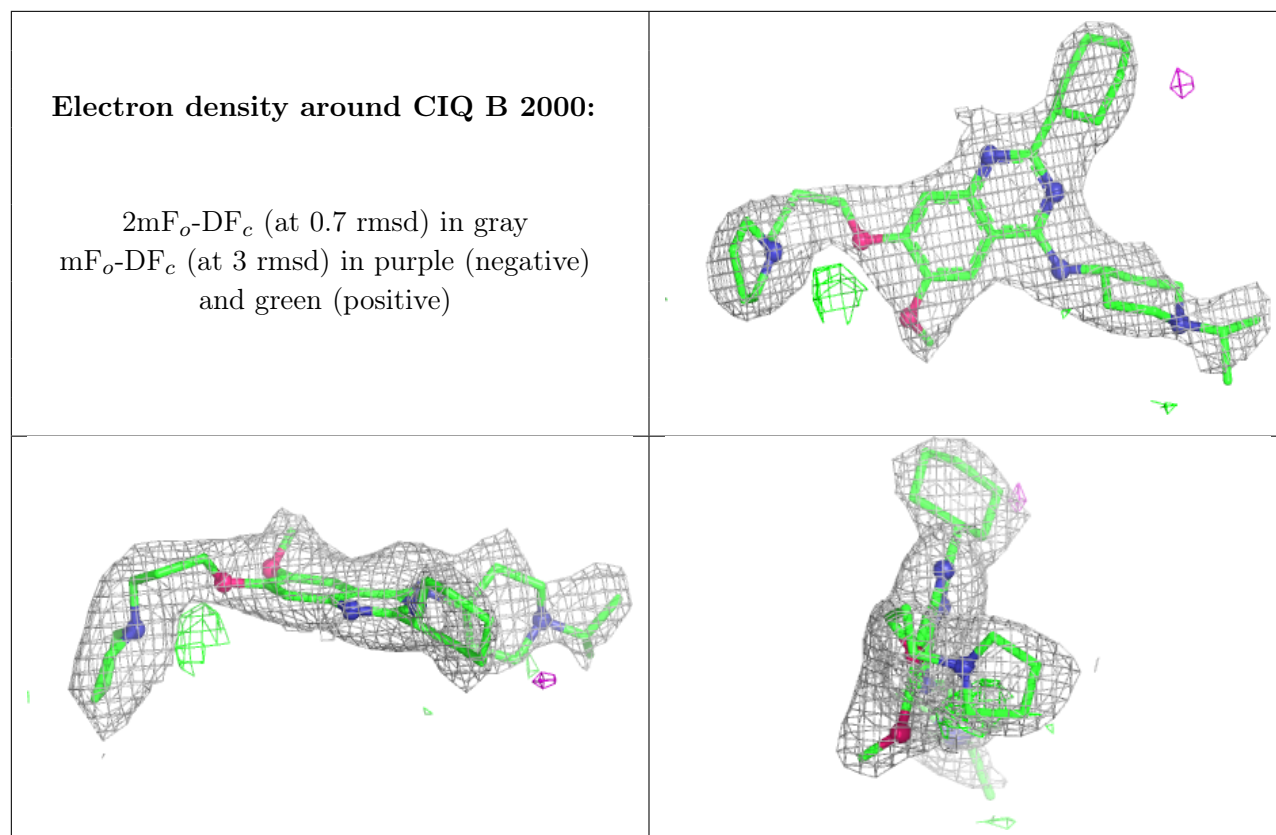 Electron density around CIQ B 2000:
2mFo-DFc (at 0.7 rmsd) in gray
mFo-DFc (at 3 rmsd) in purple (negative)
and green (positive)